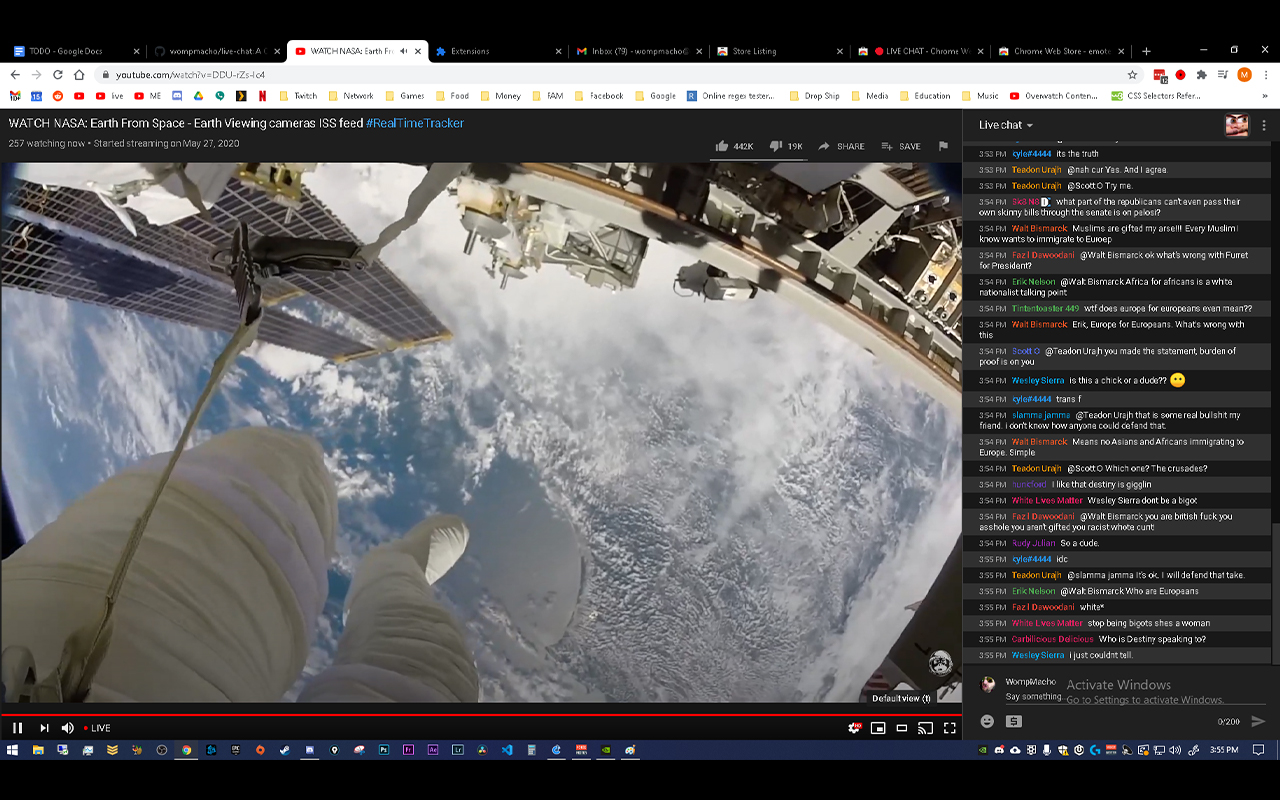 TODO - Google Docs
wompmacho/live-chat: A C
WATCH NASA: Earth Fr
Extensions
Inbox (79) - wompmacho@
Store Listing
LIVE CHAT - Chrome W
Chrome Web Store - emote
youtube.com/watch?v=DDU-rZs-Ic4
live
ME
Twitch
Network
Games
Food
Money
FAM
Facebook
Google
Online regex tester...
Drop Ship
Media
Education
Music
Overwatch Conten...
CSS Selectors Refer...
WATCH NASA: Earth From Space - Earth Viewing cameras ISS feed #RealTimeTracker
257 watching now • Started streaming on May 27, 2020
442K
19K
SHARE
SAVE
Live chat
3:53 PM kyle#4444 its the truth
3:53 PM Teadon Urajh @nah cur Yes. And I agree.
3:53 PM Teadon Urajh @Scott O Try me.
3:54 PM what part of the republicans can't even pass their
own skinny bills through the senate is on pelosi?
3:54 PM Walt Bismarck Muslims are gifted my arse!!! Every Muslim I
know wants to immigrate to Euroep
3:54 PM Fazil Dawoodani @Walt Bismarck ok what's wrong with Furret
for President?
3:54 PM Erik Nelson @Walt Bismarck Africa for africans is a white
nationalist talking point
3:54 PM Tintentoaster 449 wtf does europe for europeans even mean??
3:54 PM Walt Bismarck Erik, Europe for Europeans. What's wrong with
this
3:54 PM Scott O @Teadon Urajh you made the statement, burden of
proof is on you
3:54 PM Wesley Sierra is this a chick or a dude??
3:54 PM kyle#4444 trans f
3:54 PM slamma jamma @Teadon Urajh that is some real bullshit my
friend. i don't know how anyone could defend that.
3:54 PM Walt Bismarck Means no Asians and Africans immigrating to
Europe. Simple
3:54 PM Teadon Urajh @Scott O Which one? The crusades?
3:54 PM I like that destiny is gigglin
3:54 PM White Lives Matter Wesley Sierra dont be a bigot
3:54 PM Fazil Dawoodani @Walt Bismarck you are british fuck you
asshole you aren't gifted you racist whote cunt!
3:54 PM Rudy Julian So a dude.
3:55 PM kyle#4444 idc
3:55 PM Teadon Urajh @slamma jamma It's ok. I will defend that take.
3:55 PM Erik Nelson @Walt Bismarck Who are Europeans
3:55 PM Fazil Dawoodani white*
3:55 PM White Lives Matter stop being bigots shes a woman
3:55 PM Carbilicious Delicious Who is Destiny speaking to?
3:55 PM Wesley Sierra i just couldnt tell.
WompMacho
Say something...
Activate Windows
Go to Settings to activate Windows.
0/200
Default view (t)
LIVE
3:55 PM